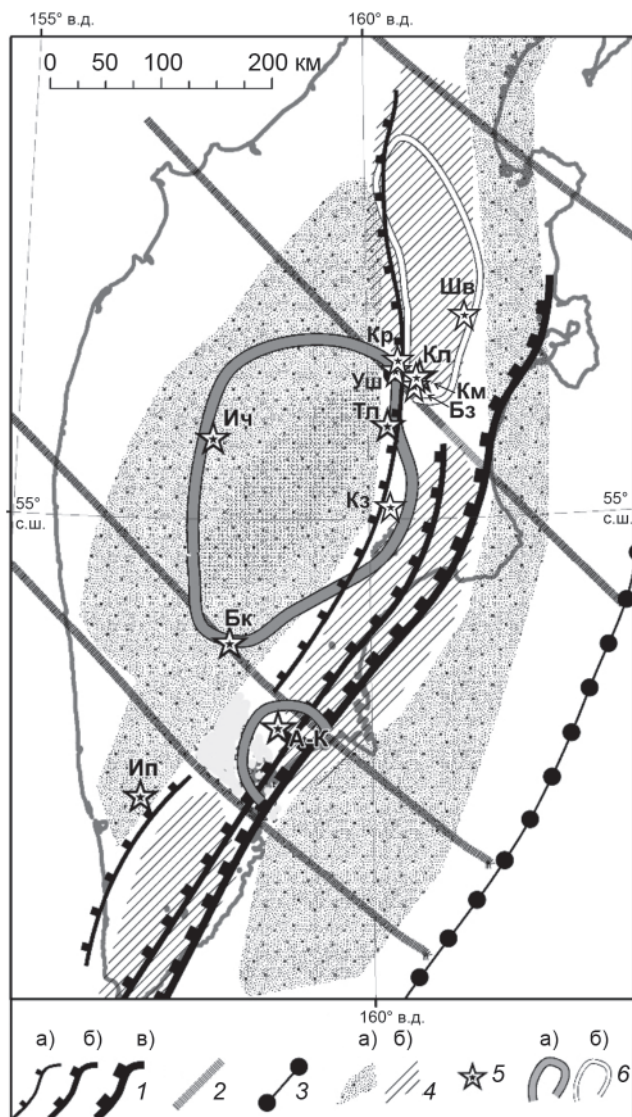 155° в.д.
160° в.д.
0 50 100 200 км
Шв
Кр
Кл
Уш
Км
Бз
Тл
Ич
Кз
55°
с.ш.
55°
с.ш.
Бк
А-К
Ип
160° в.д.
а) б) в) 1
2
3
а) б) 4
5
а) б) 6